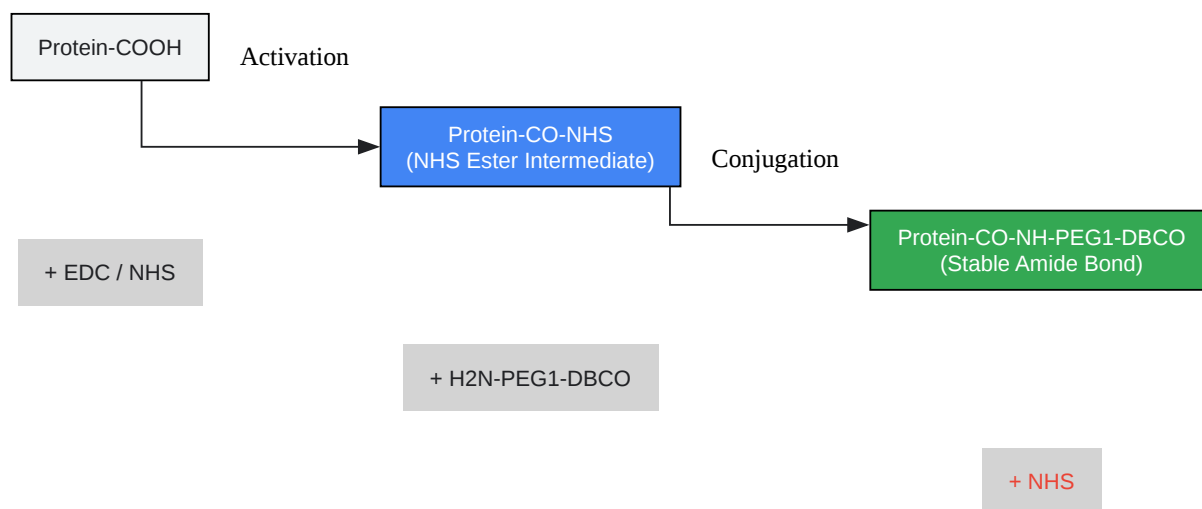 Protein-COOH
Activation
Protein-CO-NHS
(NHS Ester Intermediate)
Conjugation
Protein-CO-NH-PEG1-DBCO
(Stable Amide Bond)
+ EDC / NHS
+ H2N-PEG1-DBCO
+ NHS